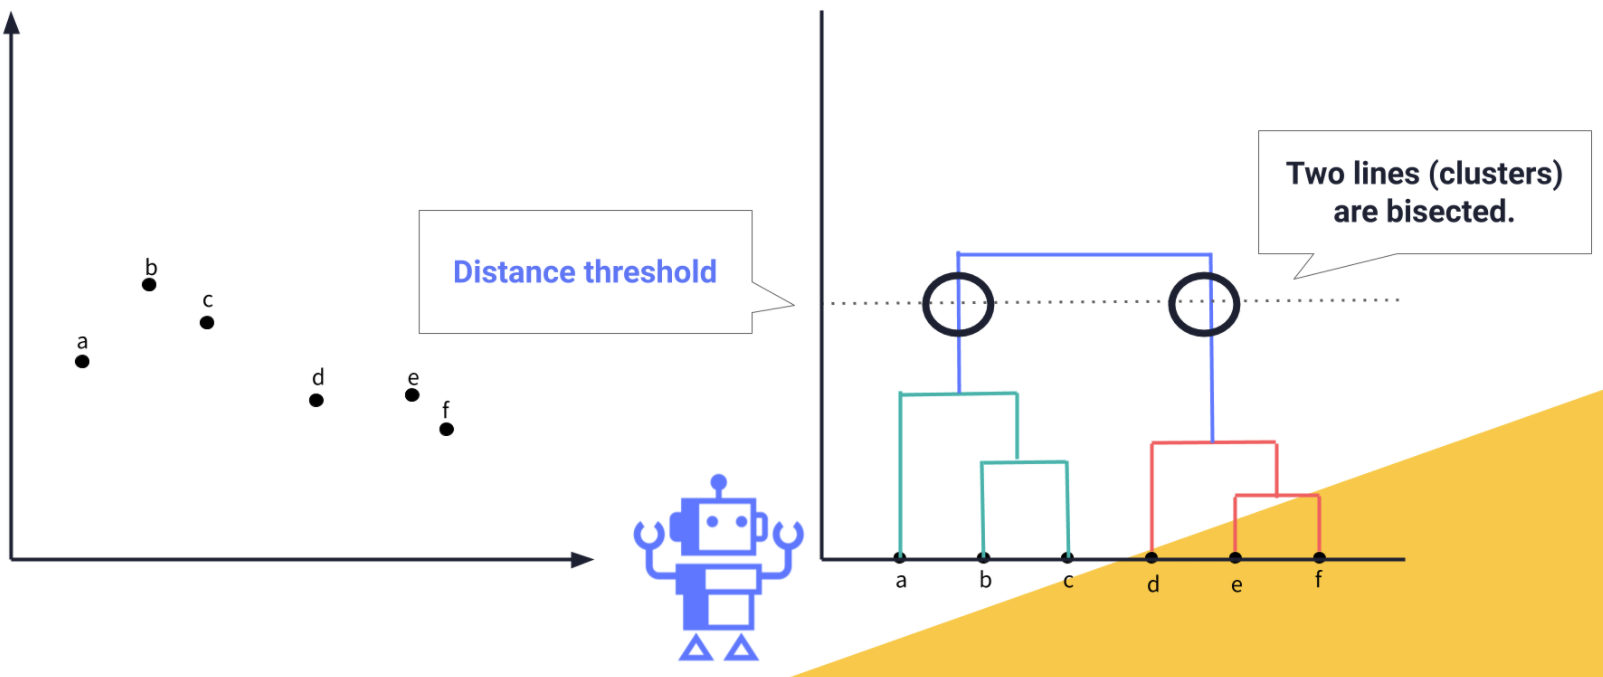 b
c
a
d
e
f
Distance threshold
Two lines (clusters)
are bisected.
a b c d e f